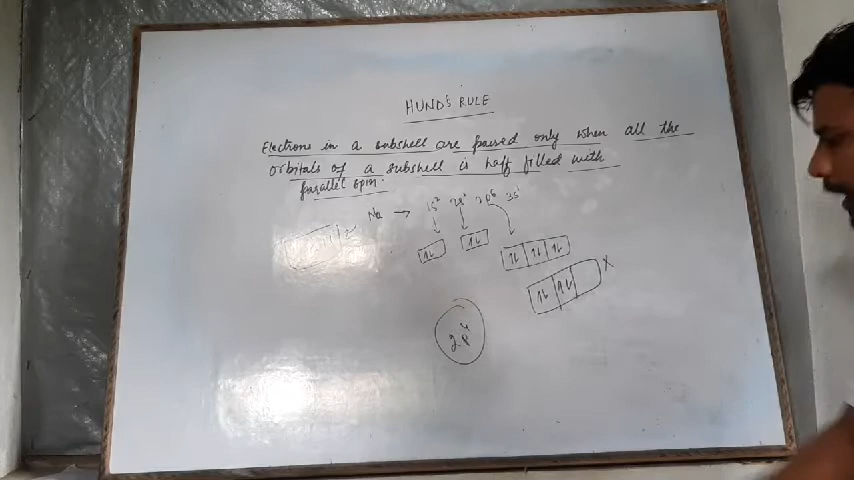 HUND'S RULE
Electrons in a subshell are paired only when all the
orbitals of a subshell is half filled with
parallel spin.
Na → 1s² 2s² 2p⁶ 3s¹
↑↓ ↑↓ ↑↓ ↑↓ ↑↓
↑↓ ↑↓ X
2p⁴